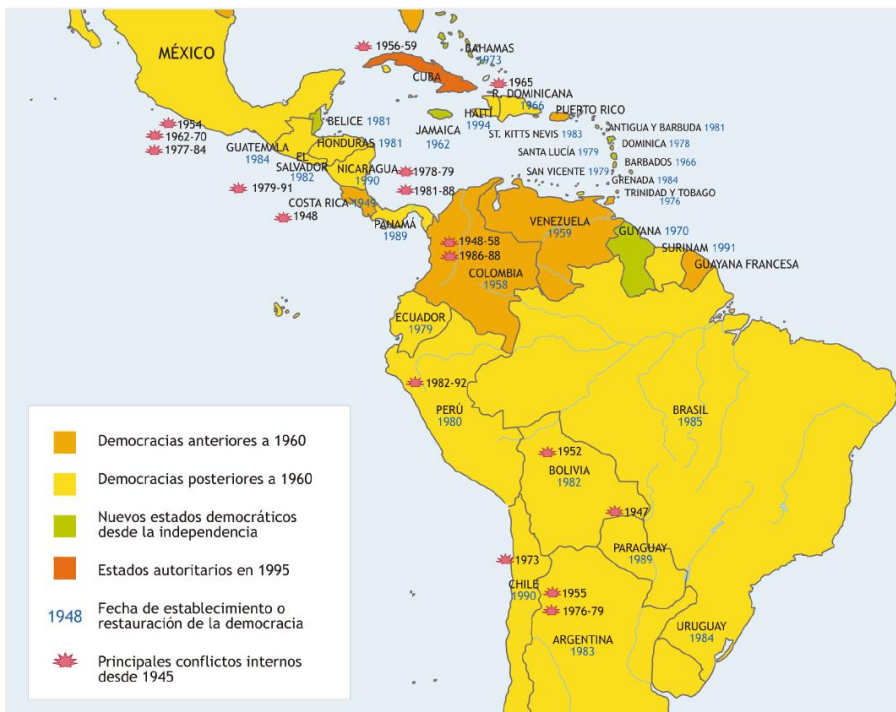 MÉXICO
1956-59
BAHAMAS
1973
CUBA
1965
R. DOMINICANA
1966
PUERTO RICO
HAITÍ
1994
JAMAICA
1962
BELICE 1981
1954
1962-70
1977-84
GUATEMALA
1984
HONDURAS 1981
EL
SALVADOR
1982
NICARAGUA
1990
1978-79
1981-88
1979-91
1948
COSTA RICA 1949
PANAMÁ
1989
ST. KITTS NEVIS 1983
ANTIGUA Y BARBUDA 1981
DOMINICA 1978
SANTA LUCÍA 1979
BARBADOS 1966
SAN VICENTE 1979
GRENADA 1984
TRINIDAD Y TOBAGO
1976
VENEZUELA
1959
GUYANA 1970
SURINAM 1991
GUAYANA FRANCESA
1948-58
1986-88
COLOMBIA
1958
ECUADOR
1979
1982-92
PERÚ
1980
BRASIL
1985
1952
BOLIVIA
1982
1947
PARAGUAY
1989
1973
CHILE
1990
1955
1976-79
ARGENTINA
1983
URUGUAY
1984
Democracias anteriores a 1960
Democracias posteriores a 1960
Nuevos estados democráticos
desde la independencia
Estados autoritarios en 1995
1948 Fecha de establecimiento o
restauración de la democracia
Principales conflictos internos
desde 1945